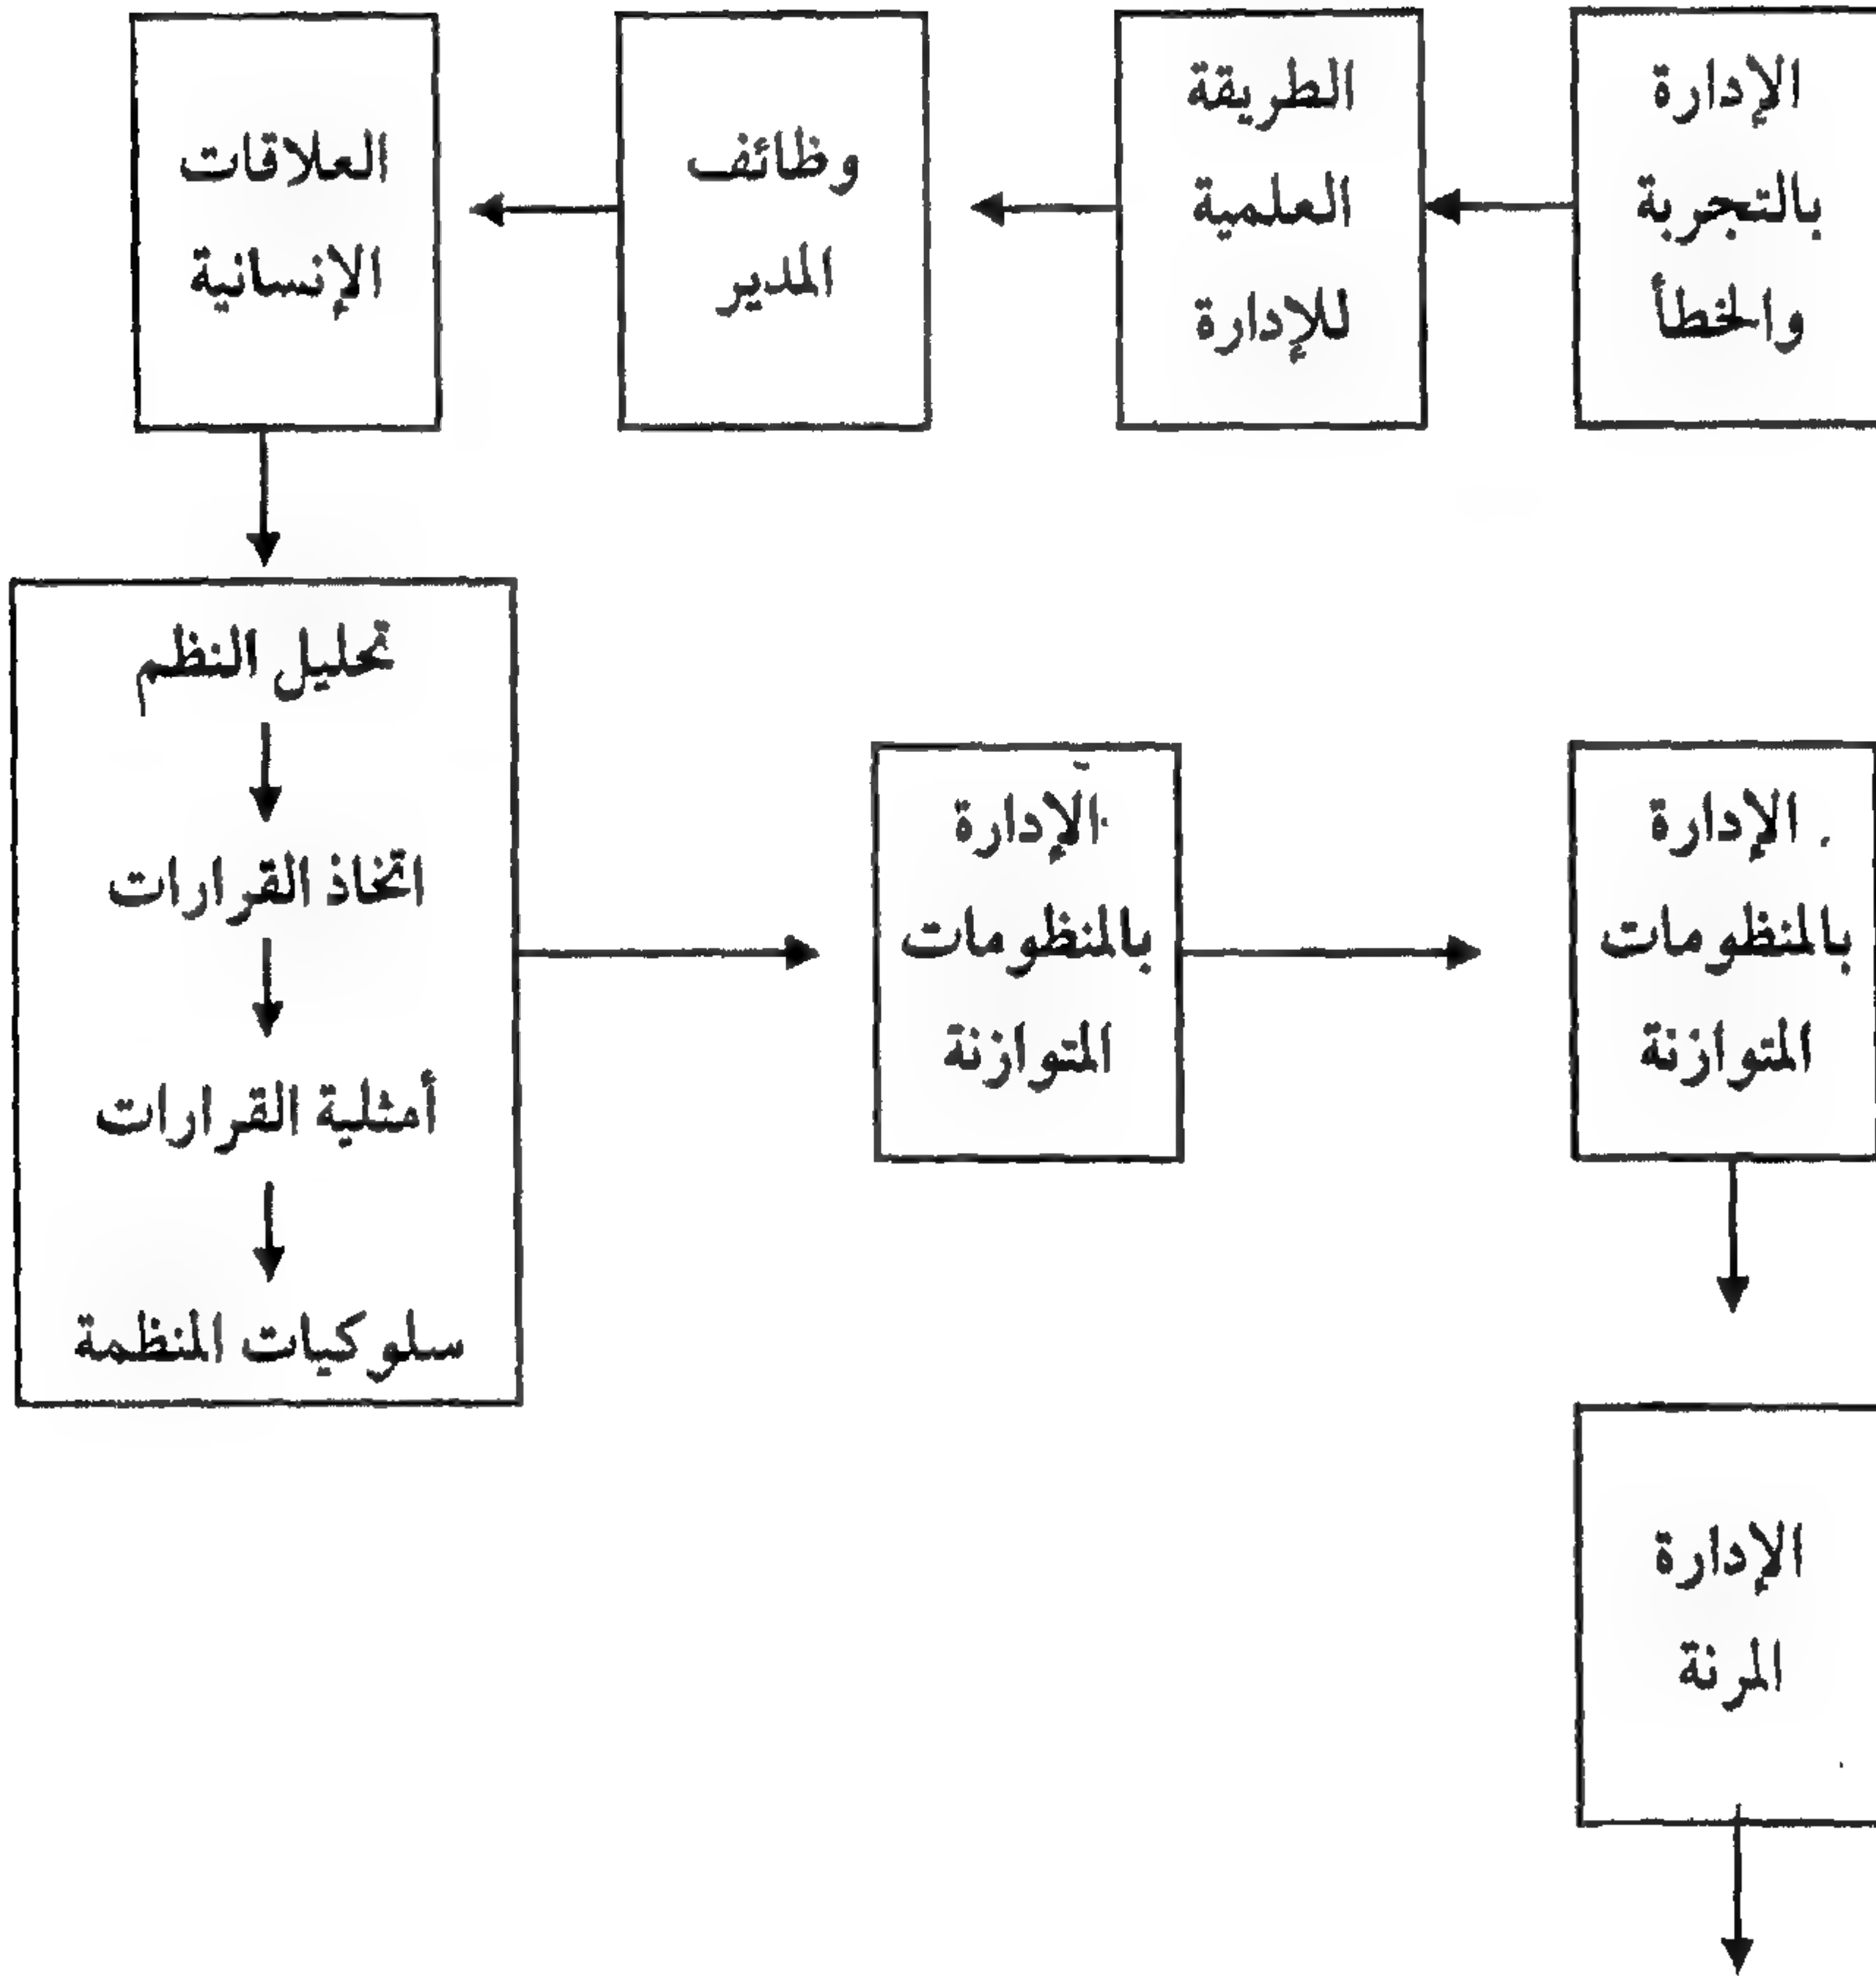 الإدارة
بالتجربة
والخطأ
الطريقة
العلمية
للإدارة
وظائف
المدير
العلاقات
الإنسانية
تحليل النظم
اتخاذ القرارات
أمثلية القرارات
سلوكيات المنظمة
الإدارة
بالمنظومات
المتوازنة
الإدارة
بالمنظومات
المتوازنة
الإدارة
المرنة